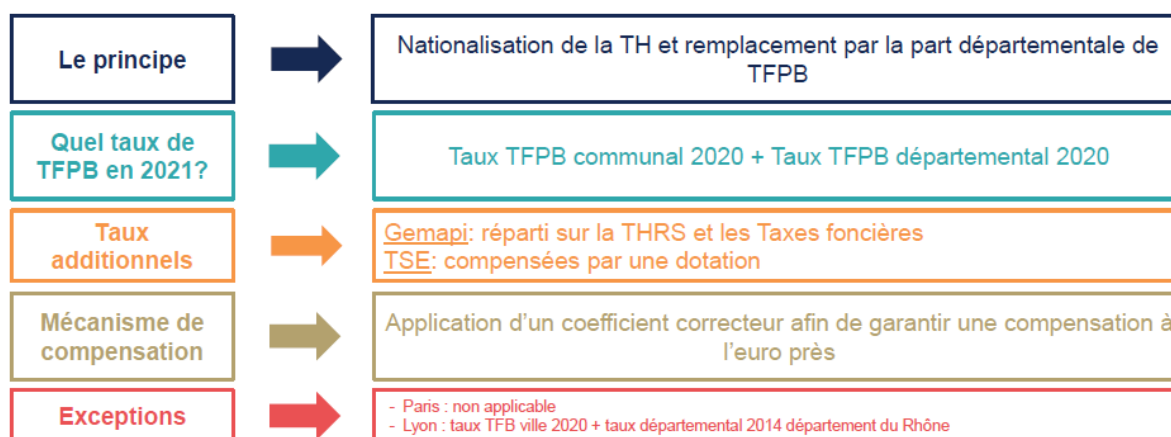 Le principe
Nationalisation de la TH et remplacement par la part départementale de
TFPB
Quel taux de
TFPB en 2021?
Taux TFPB communal 2020 + Taux TFPB départemental 2020
Taux
additionnels
Gemapi: réparti sur la THRS et les Taxes foncières
TSE: compensées par une dotation
Mécanisme de
compensation
Application d'un coefficient correcteur afin de garantir une compensation à
l'euro près
Exceptions
- Paris : non applicable
- Lyon : taux TFB ville 2020 + taux départemental 2014 départment du Rhône